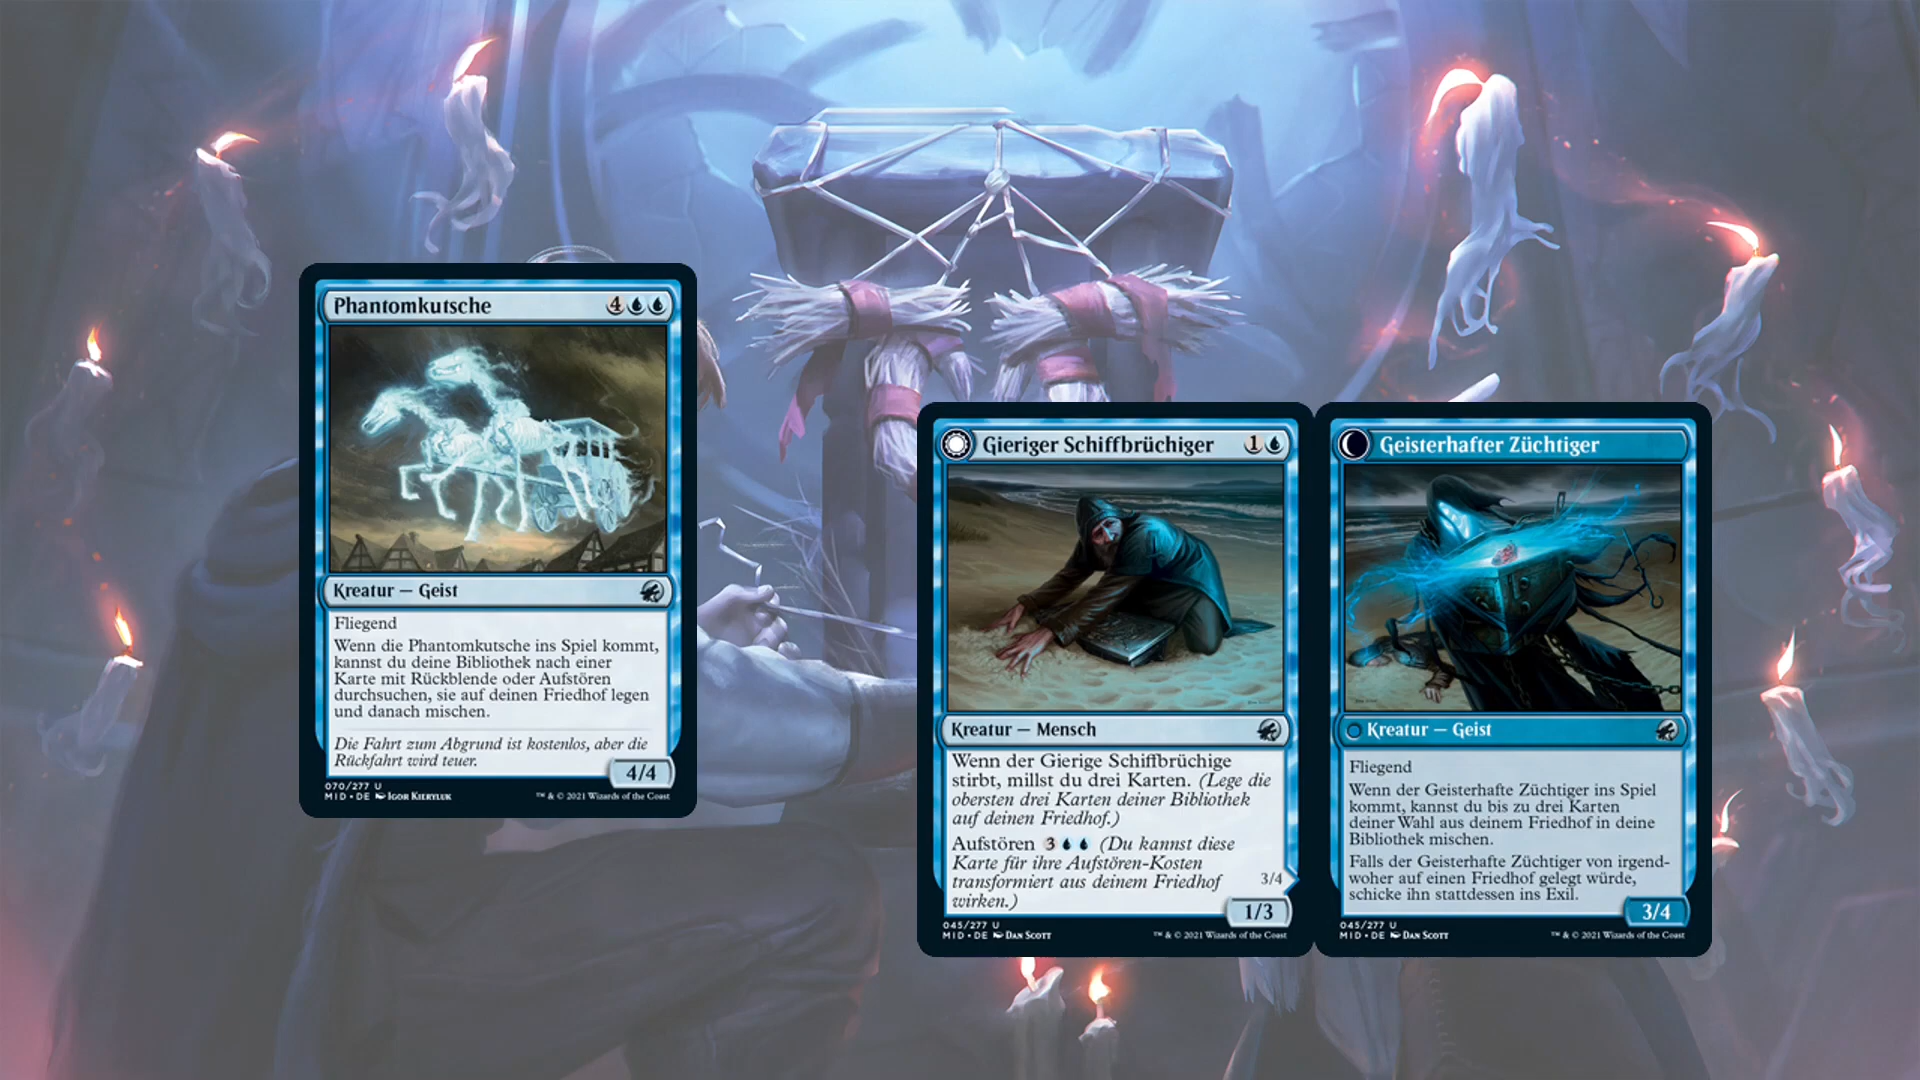 Phantomkutsche 4
Kreatur — Geist
Fliegend
Wenn die Phantomkutsche ins Spiel kommt,
kannst du deine Bibliothek nach einer
Karte mit Rückblende oder Aufstören
durchsuchen, sie auf deinen Friedhof legen
und danach mischen.
Die Fahrt zum Abgrund ist kostenlos, aber die
Rückfahrt wird teuer.
4/4
070/277 U
MID • DE Igor Kieryluk ™ & © 2021 Wizards of the Coast
Gieriger Schiffbrüchiger 1
Kreatur — Mensch
Wenn der Gierige Schiffbrüchige
stirbt, millst du drei Karten. (Lege die
obersten drei Karten deiner Bibliothek
auf deinen Friedhof.)
Aufstören 3 (Du kannst diese
Karte für ihre Aufstören-Kosten
transformiert aus deinem Friedhof
wirken.)
3/4
1/3
045/277 U
MID • DE Dan Scott ™ & © 2021 Wizards of the Coast
Geisterhafter Züchtiger
Kreatur — Geist
Fliegend
Wenn der Geisterhafte Züchtiger ins Spiel
kommt, kannst du bis zu drei Karten
deiner Wahl aus deinem Friedhof in deine
Bibliothek mischen.
Falls der Geisterhafte Züchtiger von irgend-
woher auf einen Friedhof gelegt würde,
schicke ihn stattdessen ins Exil.
3/4
045/277 U
MID • DE Dan Scott ™ & © 2021 Wizards of the Coast